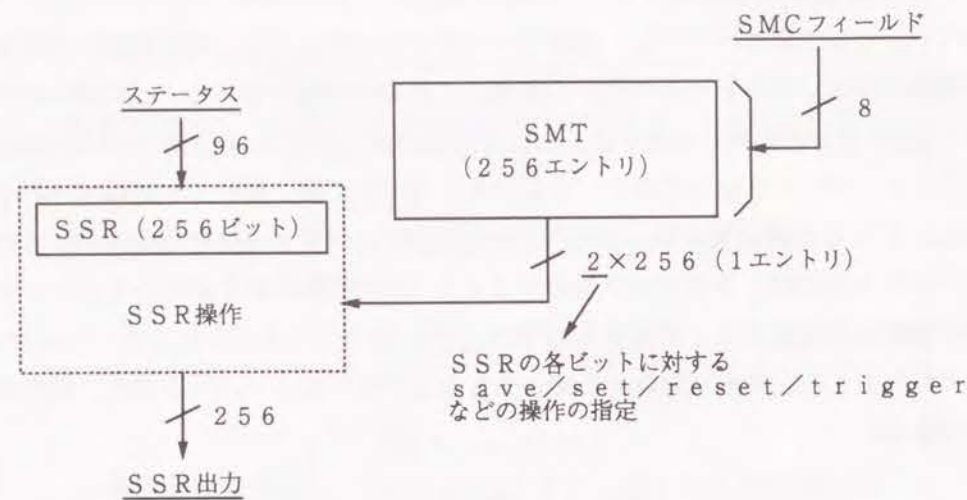 SMCフィールド
8
ステータス
96
SMT
(256エントリ)
SSR (256ビット)
2×256 (1エントリ)
SSR操作
SSRの各ビットに対する
save/set/reset/trigger
などの操作の指定
256
SSR出力